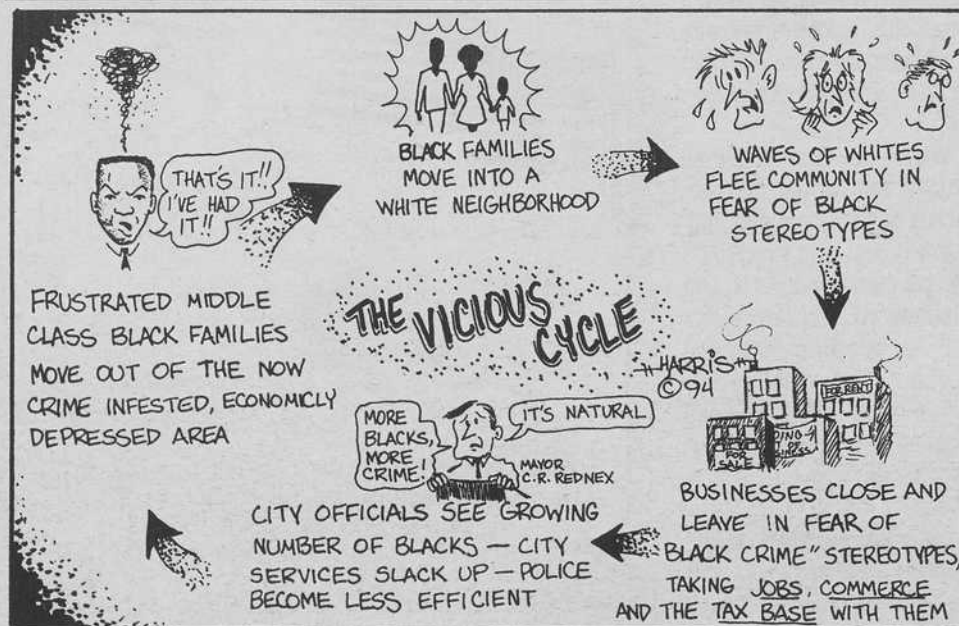 THAT'S IT!!
I'VE HAD
IT!!
BLACK FAMILIES
MOVE INTO A
WHITE NEIGHBORHOOD
WAVES OF WHITES
FLEE COMMUNITY IN
FEAR OF BLACK
STEREOTYPES
FOR RENT
GOING
OF
FOR
SALE
BUSINESSES CLOSE AND
LEAVE IN FEAR OF
BLACK CRIME" STEREOTYPES,
TAKING JOBS, COMMERCE
AND THE TAX BASE WITH THEM
MORE
BLACKS,
MORE
CRIME!
IT'S NATURAL
MAYOR
C.R. REDNEX
CITY OFFICIALS SEE GROWING
NUMBER OF BLACKS — CITY
SERVICES SLACK UP — POLICE
BECOME LESS EFFICIENT
FRUSTRATED MIDDLE
CLASS BLACK FAMILIES
MOVE OUT OF THE NOW
CRIME INFESTED, ECONOMICLY
DEPRESSED AREA
THE VICIOUS
CYCLE
HARRIS
© 94